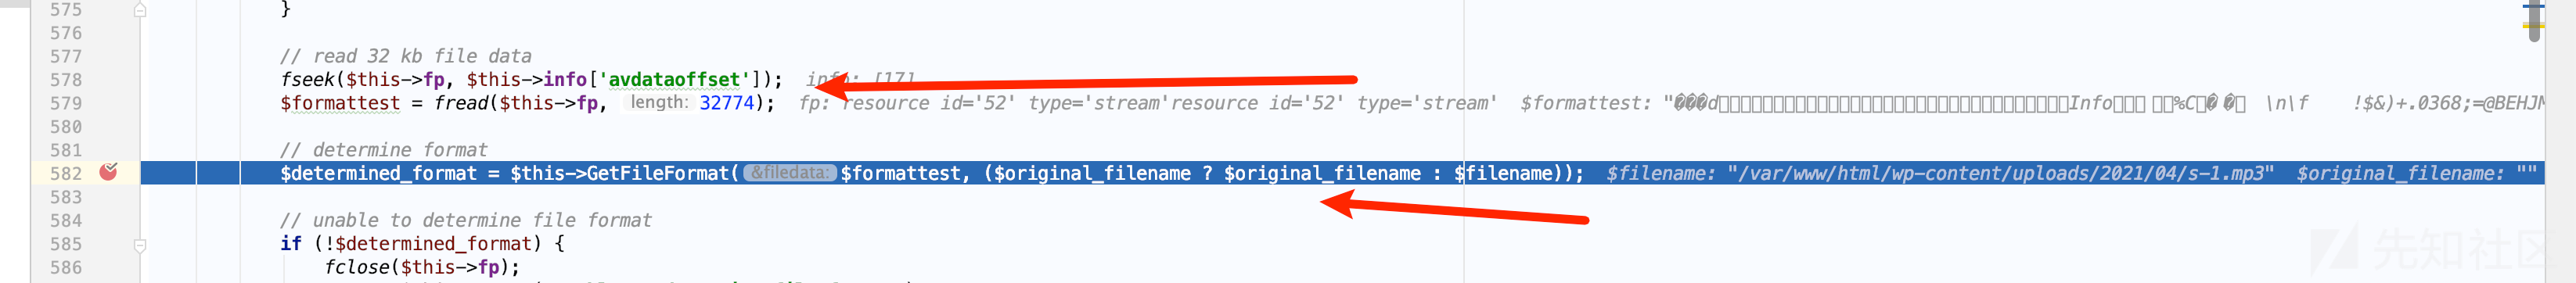 575 }
576
577 // read 32 kb file data
578 fseek($this->fp, $this->info['avdataoffset']); info: [17]
579 $formattest = fread($this->fp, length: 32774); fp: resource id='52' type='stream'resource id='52' type='stream' $formattest: "���d▯▯▯▯▯▯▯▯▯▯▯▯▯▯▯▯▯▯▯▯▯▯▯▯▯▯▯▯▯▯▯▯Info▯▯▯ ▯▯%C▯� �▯ \n\f !$&)+.0368;=@BEHJM
580
581 // determine format
582 $determined_format = $this->GetFileFormat( &filedata: $formattest, ($original_filename ? $original_filename : $filename)); $filename: "/var/www/html/wp-content/uploads/2021/04/s-1.mp3" $original_filename: ""
583
584 // unable to determine file format
585 if (!$determined_format) {
586 fclose($this->fp);
先知社区